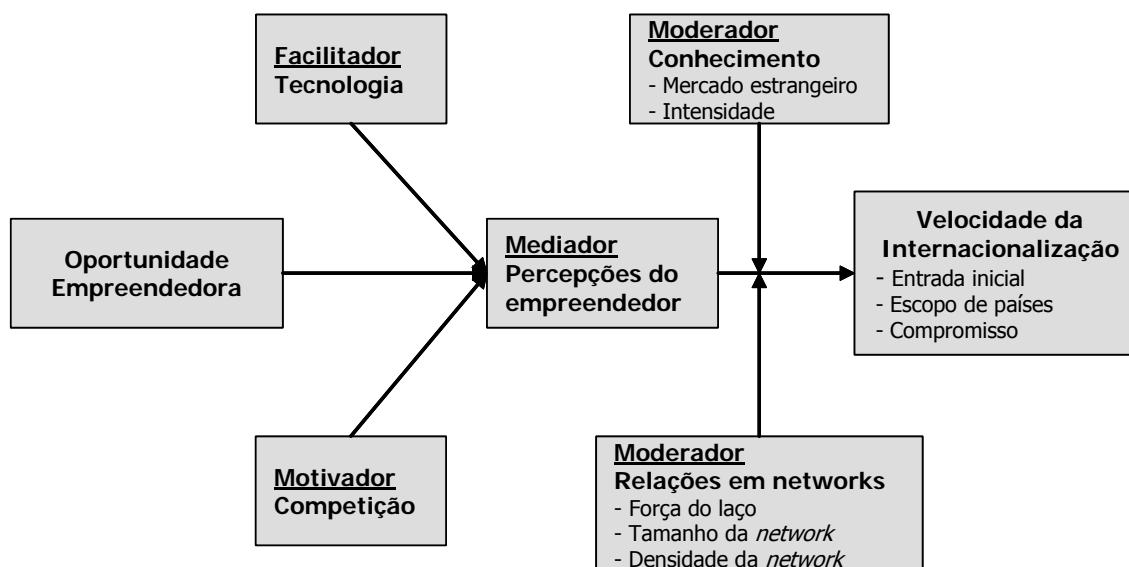 Facilitador
Tecnologia
Moderador
Conhecimento
- Mercado estrangeiro
- Intensidade
Oportunidade
Empreendedora
Mediador
Percepções do
empreendedor
Velocidade da
Internacionalização
- Entrada inicial
- Escopo de países
- Compromisso
Motivador
Competição
Moderador
Relações em networks
- Força do laço
- Tamanho da network
- Densidade da network